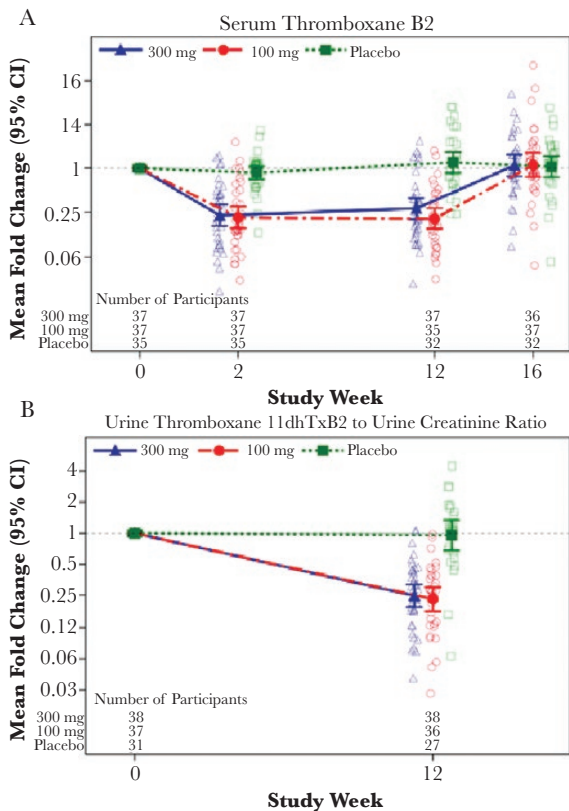 A
Serum Thromboxane B2
300 mg 100 mg Placebo
Mean Fold Change (95% CI)
16
14
1
0.25
0.06
Number of Participants
300 mg 37 37 37 36
100 mg 37 37 35 37
Placebo 35 35 32 32
0 2 12 16
Study Week
B
Urine Thromboxane 11dhTxB2 to Urine Creatinine Ratio
300 mg 100 mg Placebo
Mean Fold Change (95% CI)
4
2
1
0.5
0.25
0.12
0.06
0.03
Number of Participants
300 mg 38 38
100 mg 37 36
Placebo 31 27
0 12
Study Week